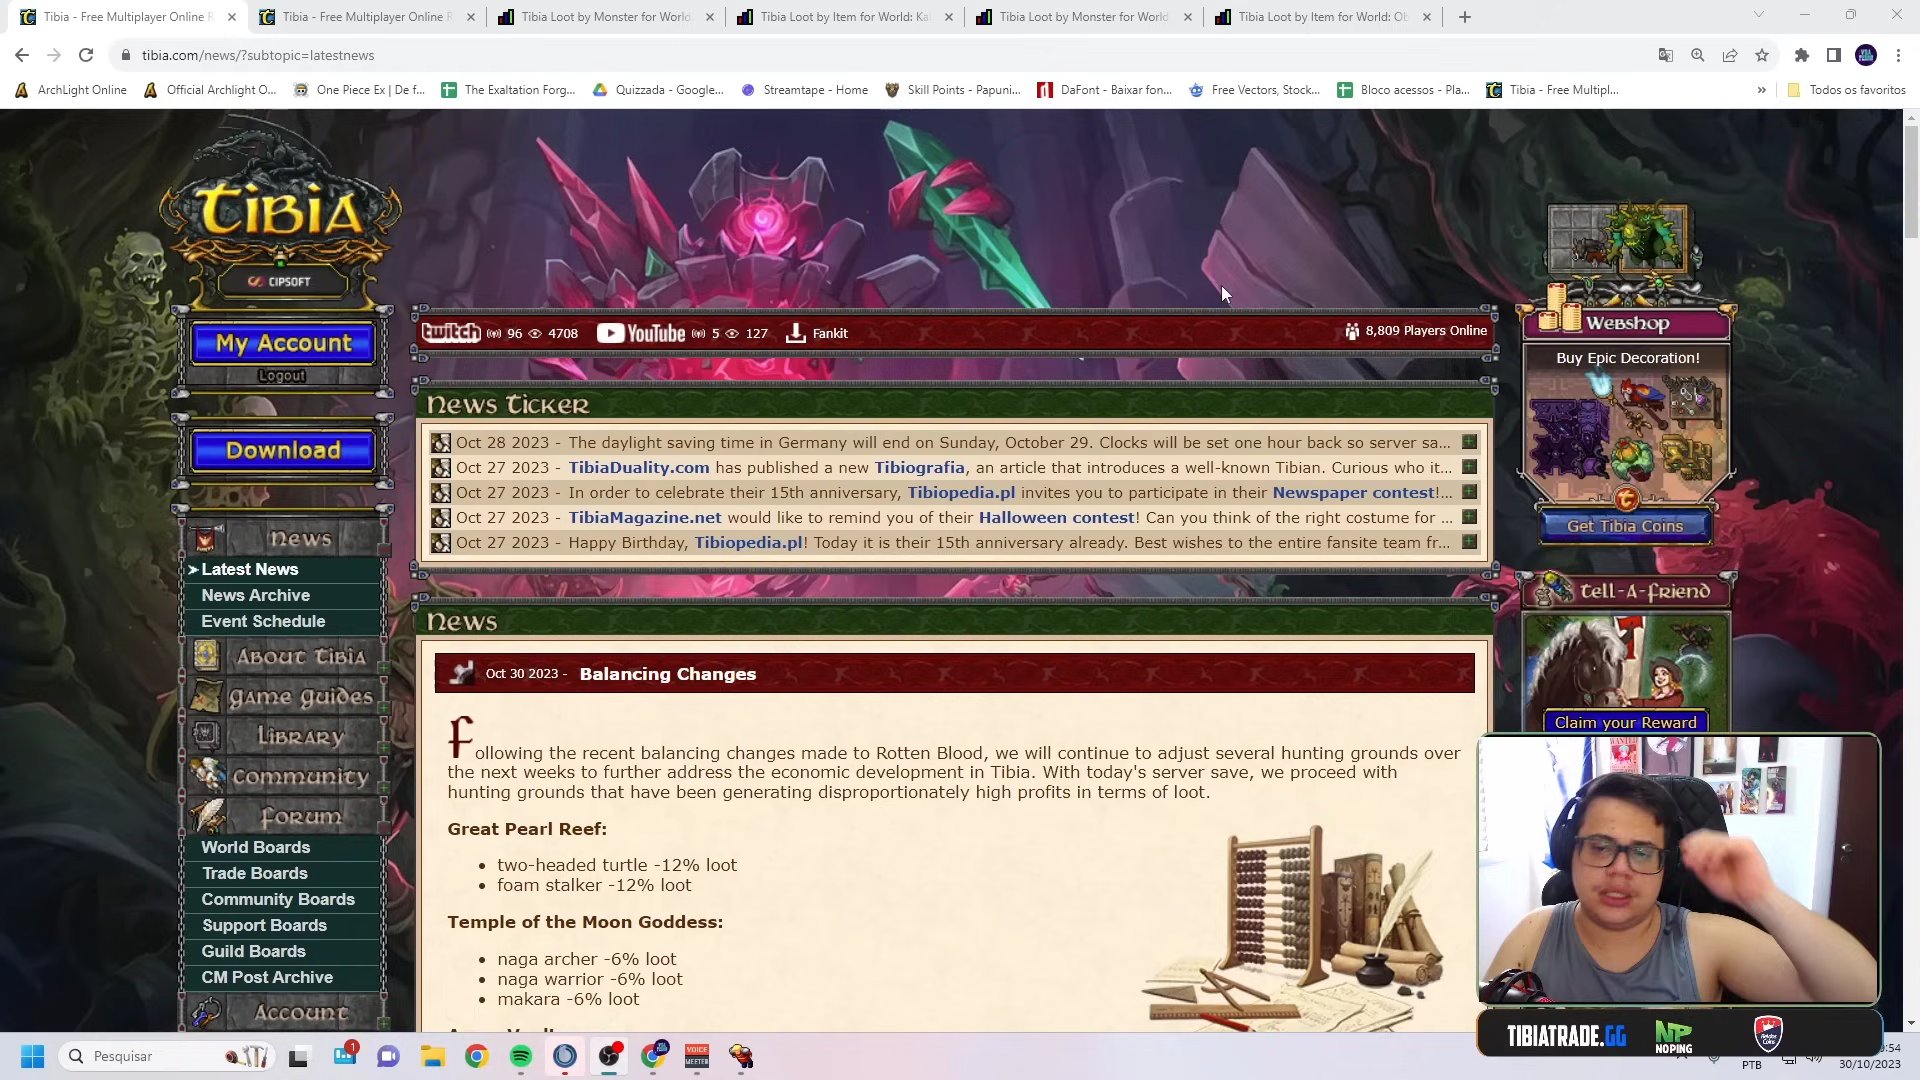 Tibia - Free Multiplayer Online R
Tibia - Free Multiplayer Online R
Tibia Loot by Monster for World:
Tibia Loot by Item for World: Ka
Tibia Loot by Monster for World
Tibia Loot by Item for World: Ob
tibia.com/news/?subtopic=latestnews
ArchLight Online
Official Archlight O...
One Piece Ex | De f...
The Exaltation Forg...
Quizzada - Google...
Streamtape - Home
Skill Points - Papuni...
DaFont - Baixar fon...
Free Vectors, Stock...
Bloco acessos - Pla...
Tibia - Free Multipl...
»
Todos os favoritos
TIBIA
CIPSOFT
My Account
Logout
Download
twitch 96 4708 YouTube 5 127 Fankit
8,809 Players Online
News Ticker
Oct 28 2023 - The daylight saving time in Germany will end on Sunday, October 29. Clocks will be set one hour back so server sa...
Oct 27 2023 - TibiaDuality.com has published a new Tibiografia, an article that introduces a well-known Tibian. Curious who it...
Oct 27 2023 - In order to celebrate their 15th anniversary, Tibiopedia.pl invites you to participate in their Newspaper contest!...
Oct 27 2023 - TibiaMagazine.net would like to remind you of their Halloween contest! Can you think of the right costume for ...
Oct 27 2023 - Happy Birthday, Tibiopedia.pl! Today it is their 15th anniversary already. Best wishes to the entire fansite team fr...
Webshop
Buy Epic Decoration!
Get Tibia Coins
Tell-A-Friend
Claim your Reward
News
Latest News
News Archive
Event Schedule
About Tibia
Game Guides
Library
Community
Forum
World Boards
Trade Boards
Community Boards
Support Boards
Guild Boards
CM Post Archive
Account
News
Oct 30 2023 - Balancing Changes
Following the recent balancing changes made to Rotten Blood, we will continue to adjust several hunting grounds over
the next weeks to further address the economic development in Tibia. With today's server save, we proceed with
hunting grounds that have been generating disproportionately high profits in terms of loot.
Great Pearl Reef:
• two-headed turtle -12% loot
• foam stalker -12% loot
Temple of the Moon Goddess:
• naga archer -6% loot
• naga warrior -6% loot
• makara -6% loot
TIBIATRADE.GG
NP
NOPING
Pesquisar
1
VOICE
MEETER
PTB
:54
30/10/2023